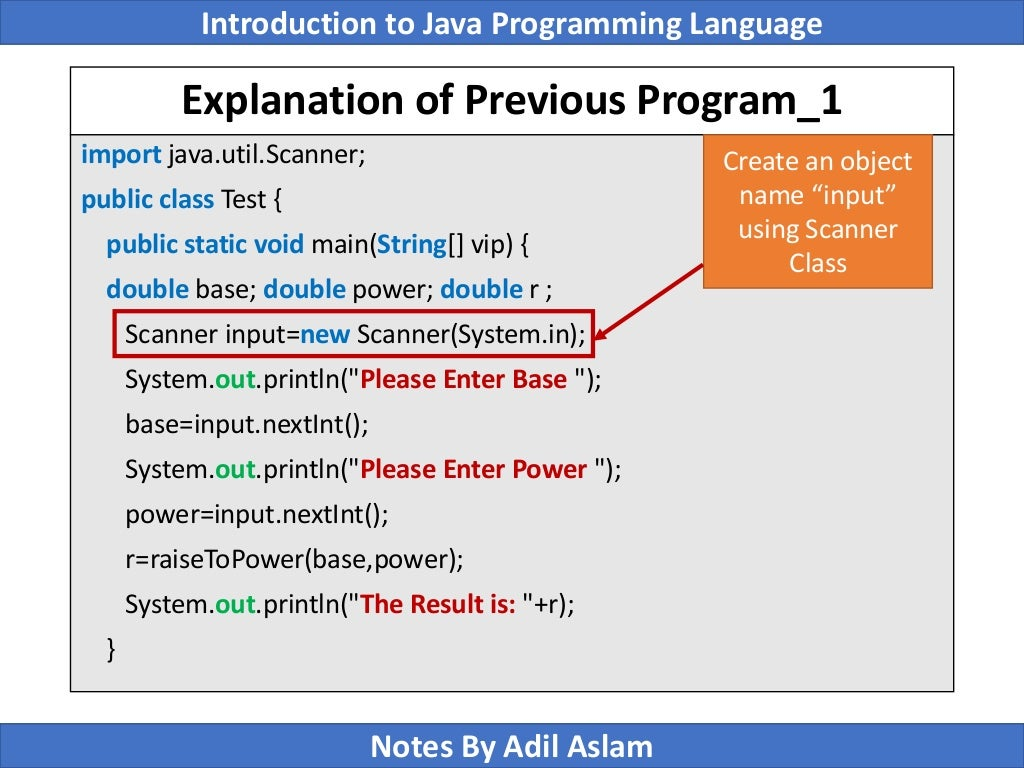 Introduction to Java Programming Language
Explanation of Previous Program_1
import java.util.Scanner;
public class Test {
public static void main(String[] vip) {
double base; double power; double r ;
Scanner input=new Scanner(System.in);
System.out.println("Please Enter Base ");
base=input.nextInt();
System.out.println("Please Enter Power ");
power=input.nextInt();
r=raiseToPower(base,power);
System.out.println("The Result is: "+r);
}
Create an object
name “input”
using Scanner
Class
Notes By Adil Aslam